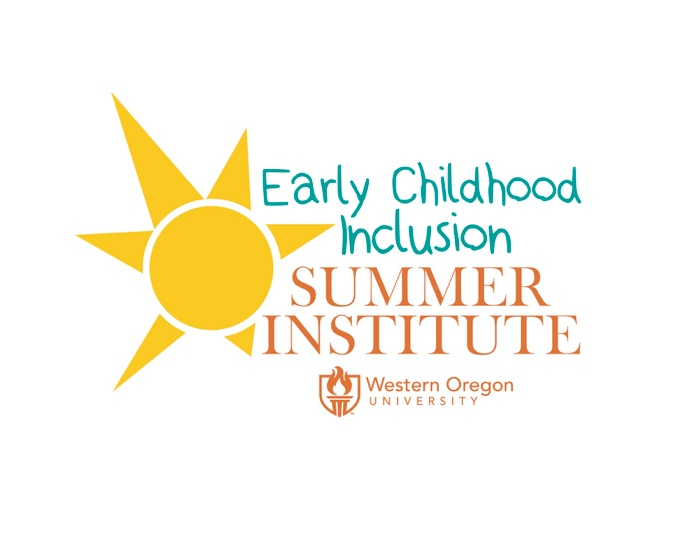 Early Childhood
Inclusion
SUMMER
INSTITUTE
Western Oregon
UNIVERSITY